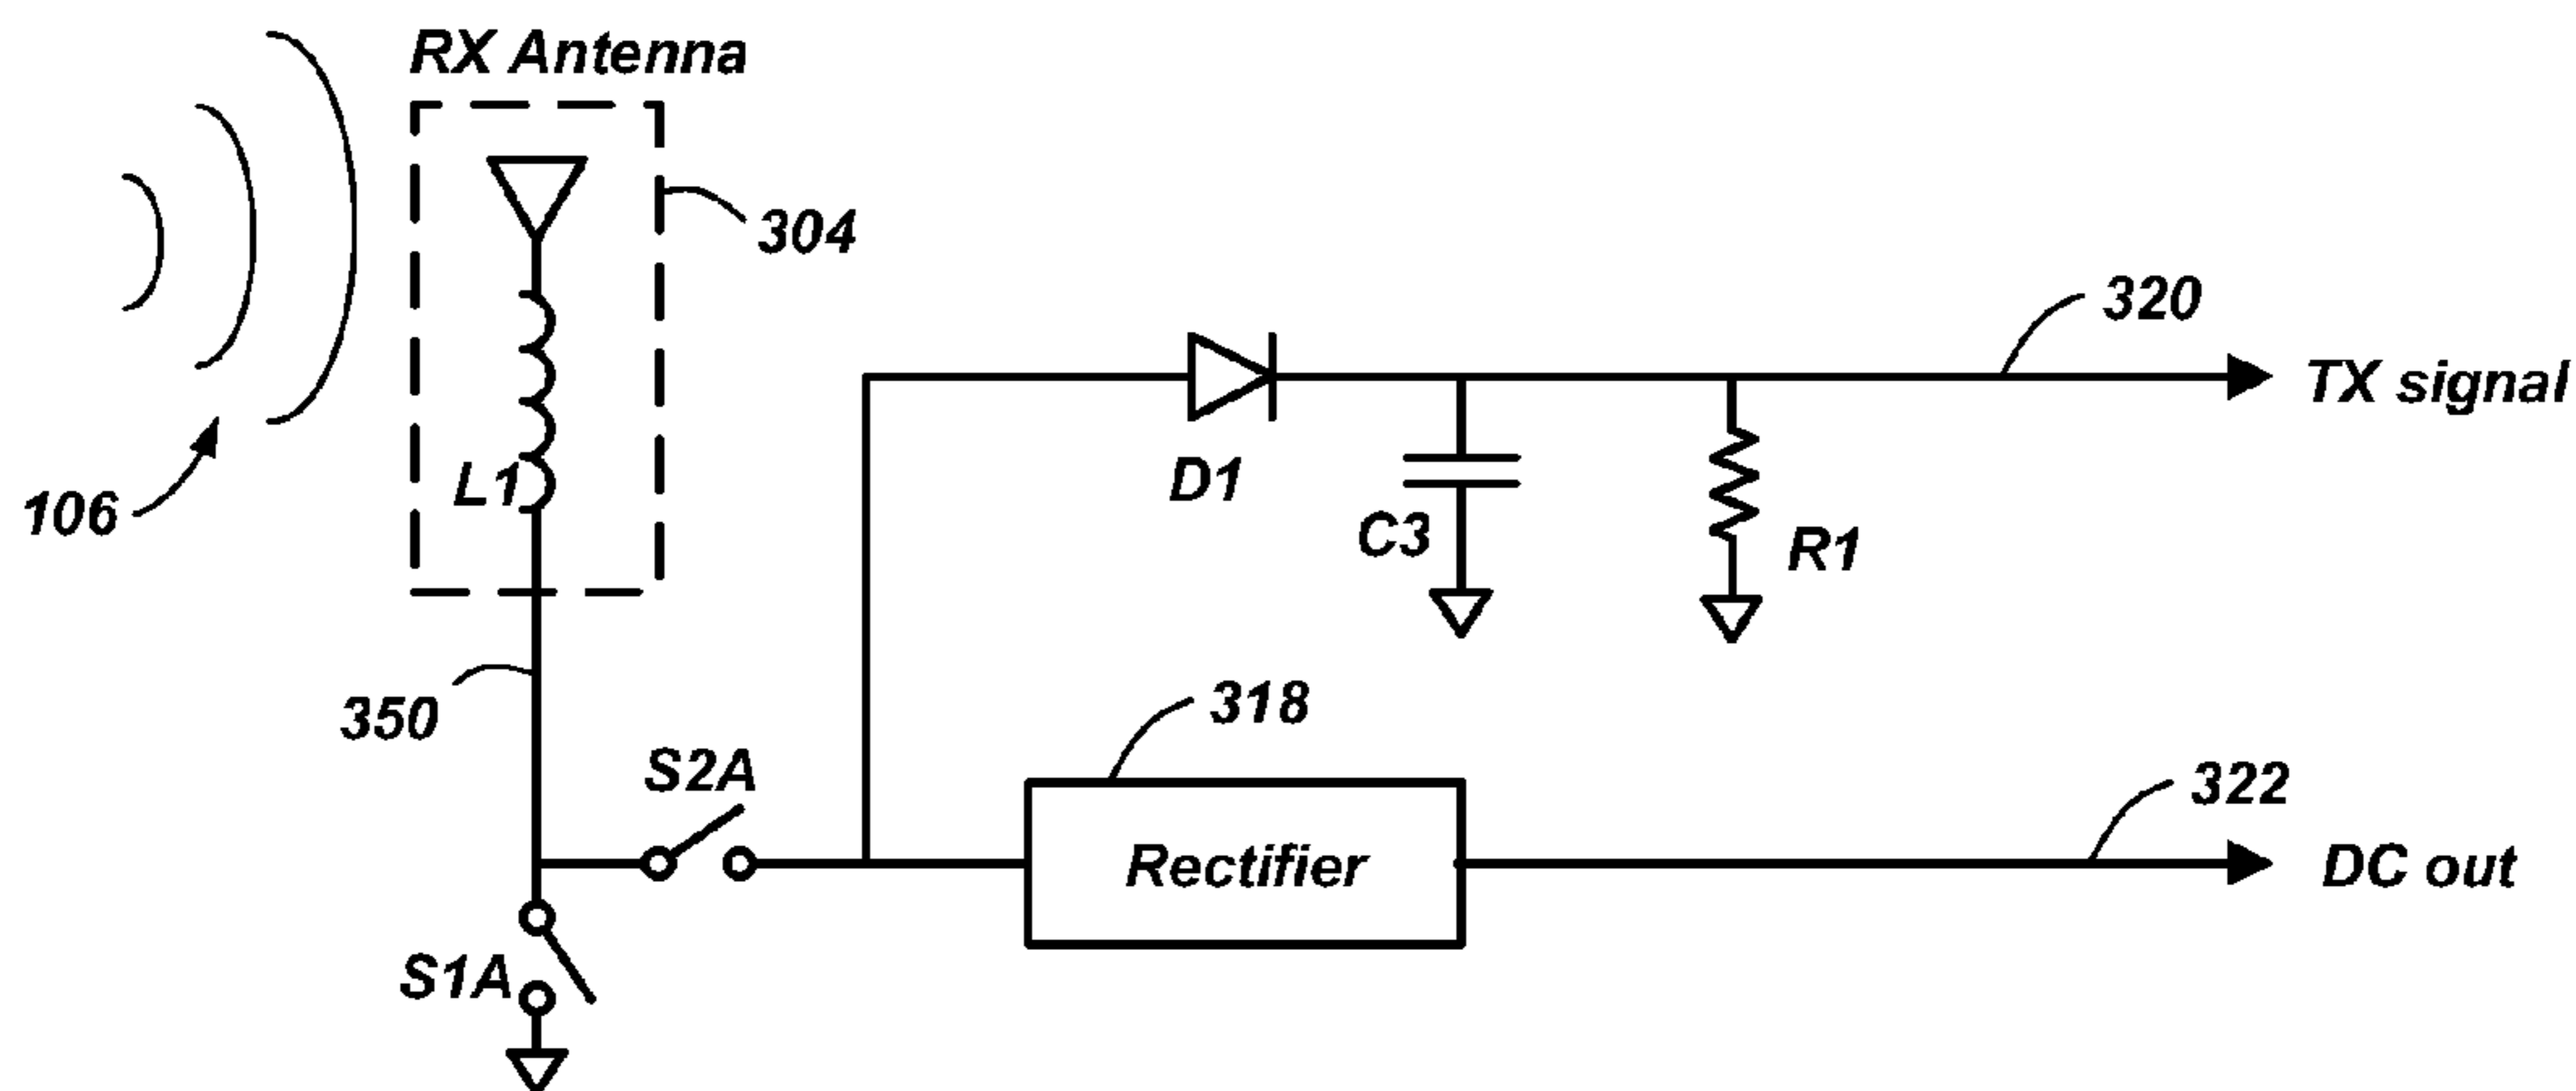 RX Antenna
304
320
TX signal
L1
D1
106
C3
R1
318
350
S2A
322
Rectifier
DC out
S1A